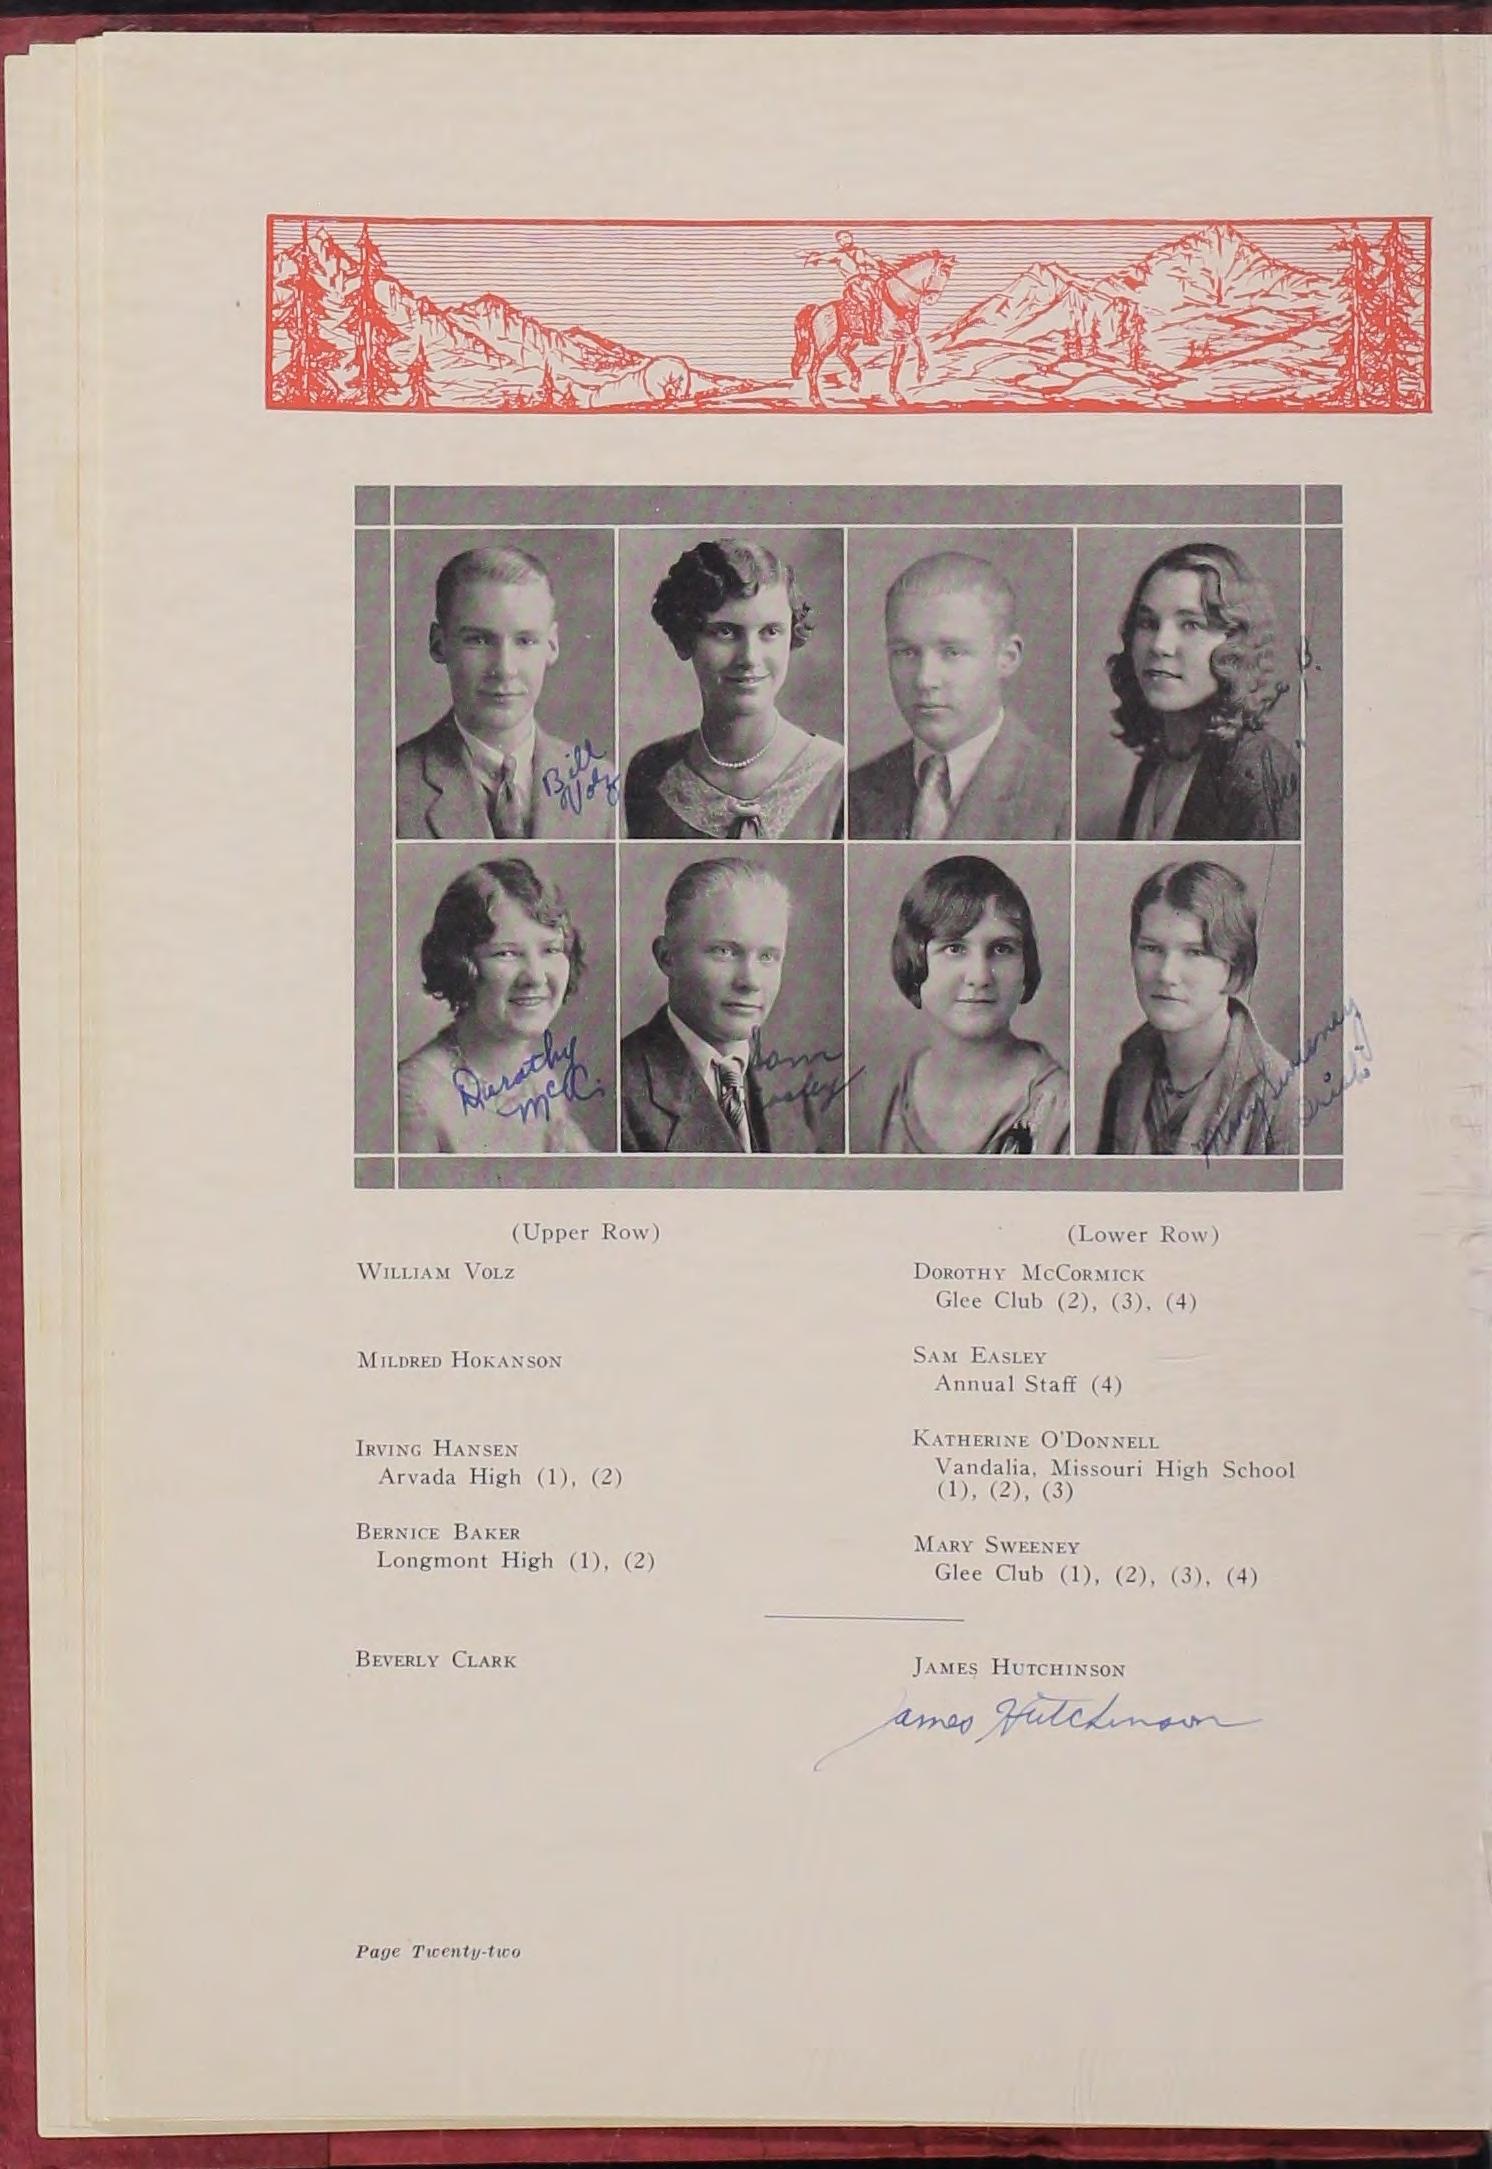 Bill
Volz
B.
Dorothy
McC.
Sam
Easley
Mary Sweeney
"Irish"
(Upper Row)
WILLIAM VOLZ
MILDRED HOKANSON
IRVING HANSEN
Arvada High (1), (2)
BERNICE BAKER
Longmont High (1), (2)
(Lower Row)
DOROTHY MCCORMICK
Glee Club (2), (3), (4)
SAM EASLEY
Annual Staff (4)
KATHERINE O'DONNELL
Vandalia, Missouri High School
(1), (2), (3)
MARY SWEENEY
Glee Club (1), (2), (3), (4)
BEVERLY CLARK
JAMES HUTCHINSON
James Hutchinson
Page Twenty-two